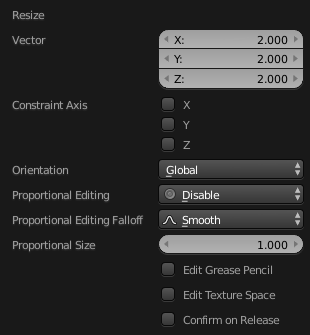 Resize
Vector X: 2.000
Y: 2.000
Z: 2.000
Constraint Axis X
Y
Z
Orientation Global
Proportional Editing Disable
Proportional Editing Falloff Smooth
Proportional Size 1.000
Edit Grease Pencil
Edit Texture Space
Confirm on Release